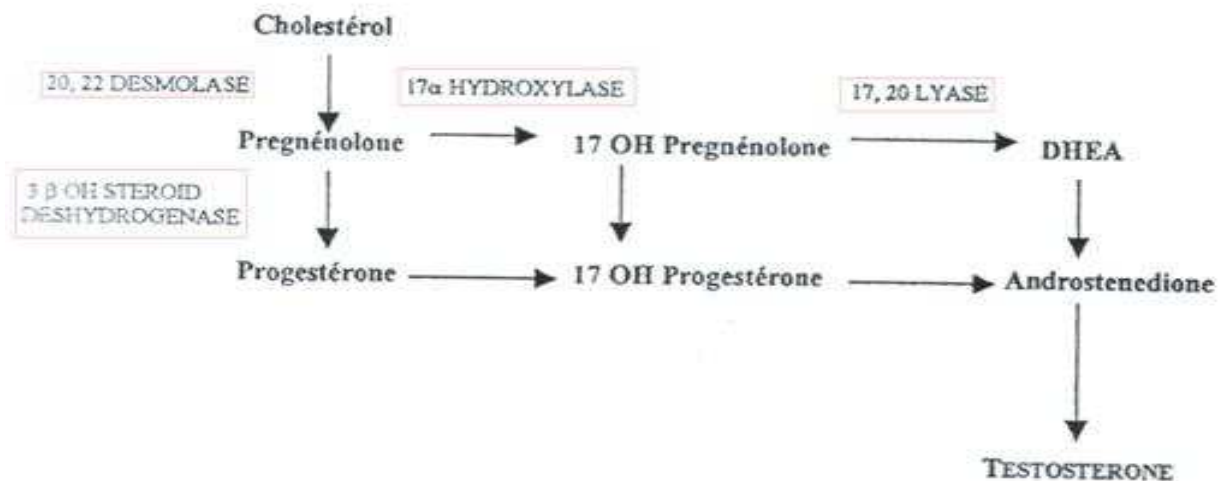 Cholestérol
20, 22 DESMOLASE
17α HYDROXYLASE
17, 20 LYASE
Pregnénolone
17 OH Pregnénolone
DHEA
3 β OH STEROID
DESHYDROGENASE
Progestérone
17 OH Progestérone
Androstenedione
TESTOSTERONE